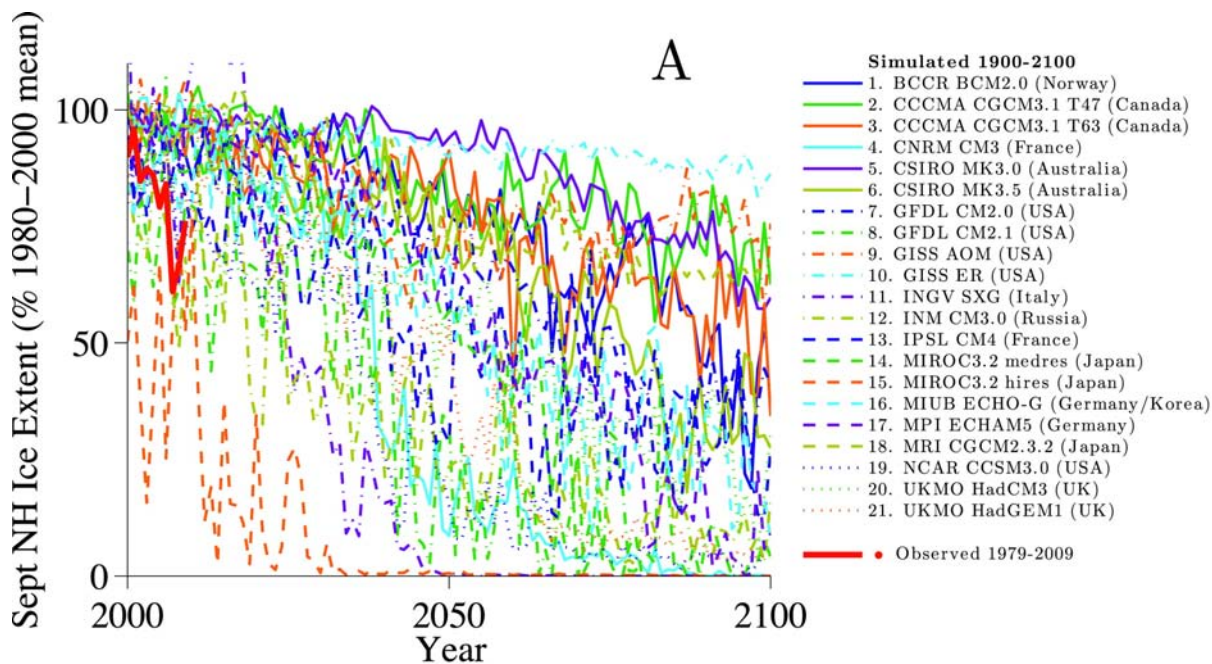 A
Sept NH Ice Extent (% 1980–2000 mean)
100
50
0
2000
2050
2100
Year
Simulated 1900-2100
1. BCCR BCM2.0 (Norway)
2. CCCMA CGCM3.1 T47 (Canada)
3. CCCMA CGCM3.1 T63 (Canada)
4. CNRM CM3 (France)
5. CSIRO MK3.0 (Australia)
6. CSIRO MK3.5 (Australia)
7. GFDL CM2.0 (USA)
8. GFDL CM2.1 (USA)
9. GISS AOM (USA)
10. GISS ER (USA)
11. INGV SXG (Italy)
12. INM CM3.0 (Russia)
13. IPSL CM4 (France)
14. MIROC3.2 medres (Japan)
15. MIROC3.2 hires (Japan)
16. MIUB ECHO-G (Germany/Korea)
17. MPI ECHAM5 (Germany)
18. MRI CGCM2.3.2 (Japan)
19. NCAR CCSM3.0 (USA)
20. UKMO HadCM3 (UK)
21. UKMO HadGEM1 (UK)
Observed 1979-2009